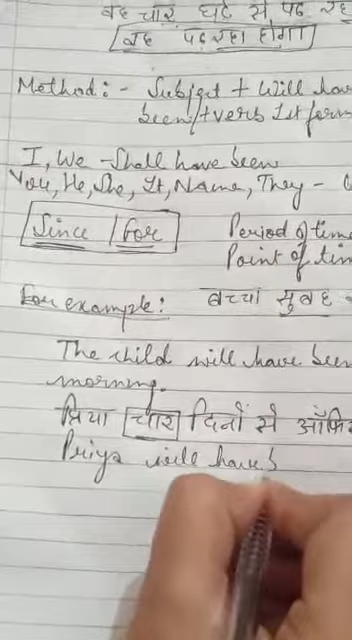 वह चार घंटे से पढ़ रहा
वह पढ़ रहा होगा
Method:- Subject + Will have
been + verb 1st form
I, We - Shall have been
You, He, She, It, Name, They -
Since / For Period of time
Point of time
For example: बच्चा सुबह
The child will have been
morning.
प्रिया चार दिनों से
Priya will have